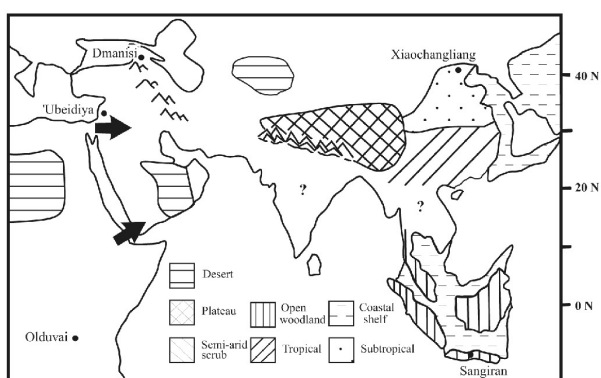 Dmanisi
Xiaochangliang
40 N
'Ubeidiya
?
?
20 N
Desert
Plateau
Open
woodland
Coastal
shelf
0 N
Olduvai
Semi-arid
scrub
Tropical
Subtropical
Sangiran